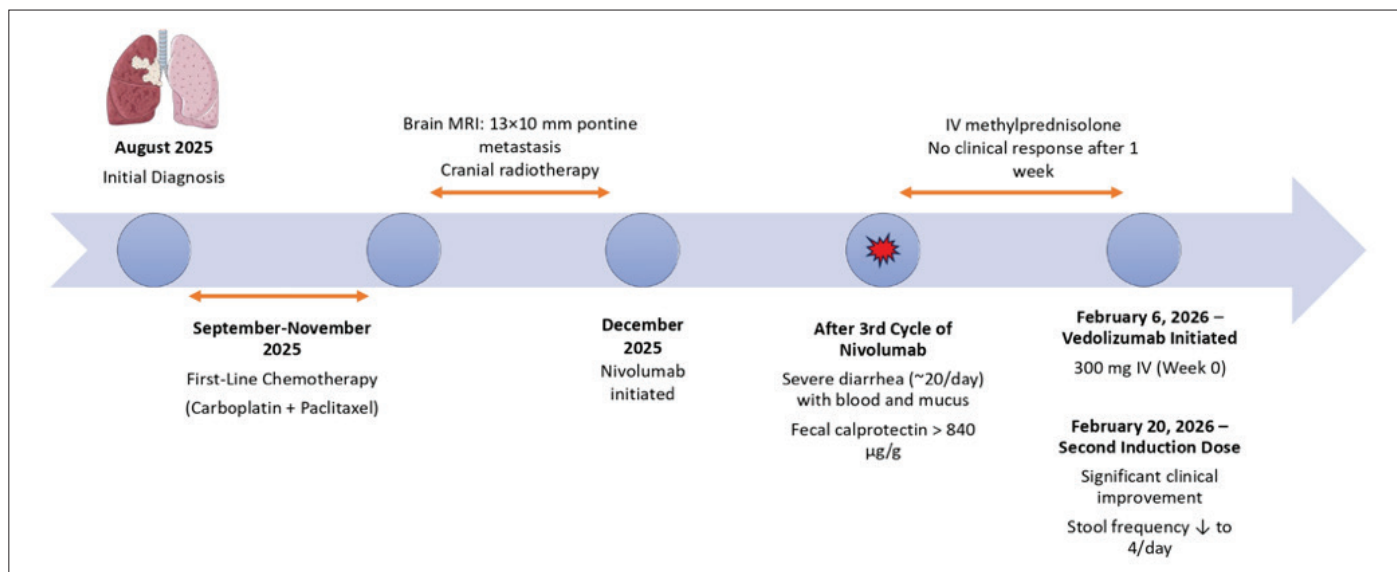 August 2025
Initial Diagnosis
September-November
2025
First-Line Chemotherapy
(Carboplatin + Paclitaxel)
Brain MRI: 13×10 mm pontine
metastasis
Cranial radiotherapy
December
2025
Nivolumab
initiated
After 3rd Cycle of
Nivolumab
Severe diarrhea (~20/day)
with blood and mucus
Fecal calprotectin > 840
µg/g
IV methylprednisolone
No clinical response after 1
week
February 6, 2026 –
Vedolizumab Initiated
300 mg IV (Week 0)
February 20, 2026 –
Second Induction Dose
Significant clinical
improvement
Stool frequency ↓ to
4/day